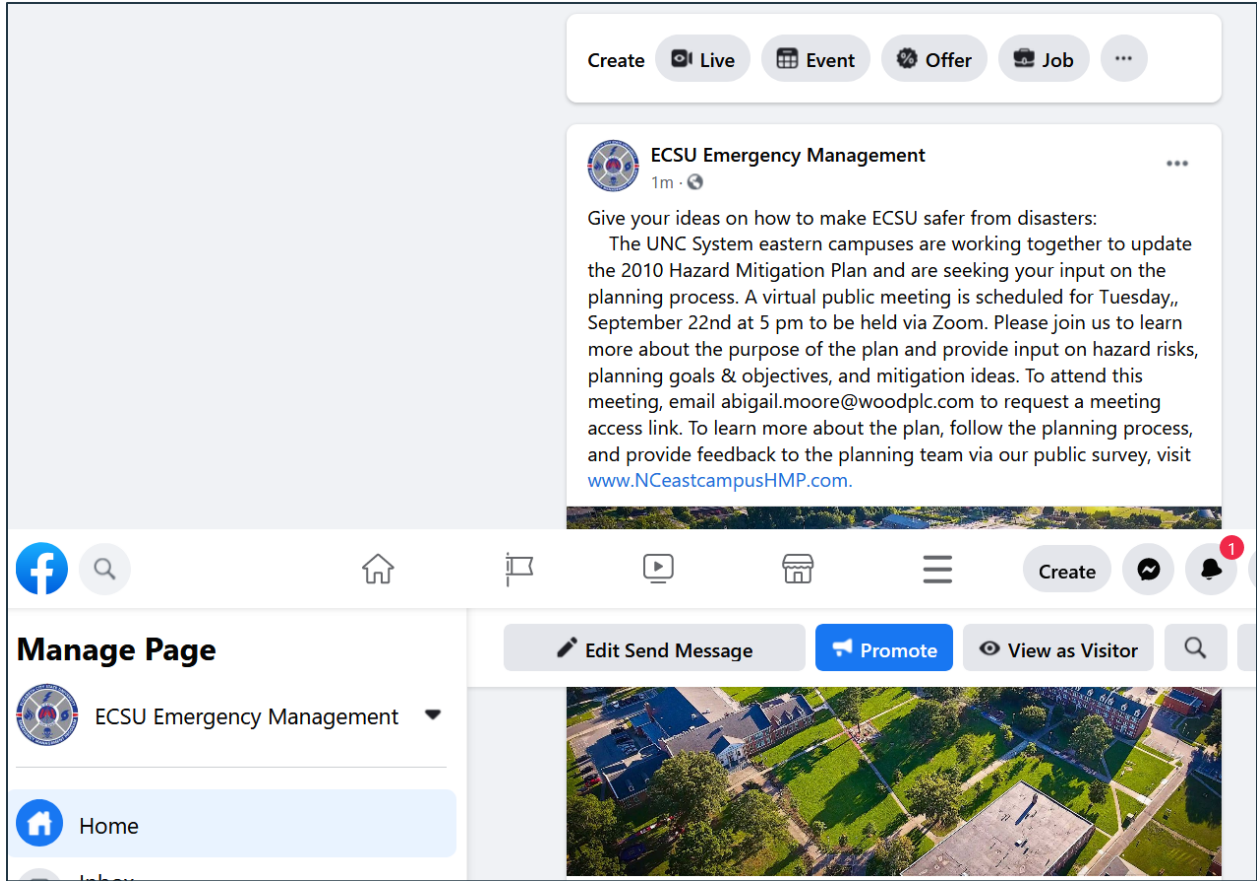 Create Live Event Offer Job ...
ECSU Emergency Management
1m ·
Give your ideas on how to make ECSU safer from disasters:
The UNC System eastern campuses are working together to update
the 2010 Hazard Mitigation Plan and are seeking your input on the
planning process. A virtual public meeting is scheduled for Tuesday,,
September 22nd at 5 pm to be held via Zoom. Please join us to learn
more about the purpose of the plan and provide input on hazard risks,
planning goals & objectives, and mitigation ideas. To attend this
meeting, email abigail.moore@woodplc.com to request a meeting
access link. To learn more about the plan, follow the planning process,
and provide feedback to the planning team via our public survey, visit
www.NCeastcampusHMP.com.
Create 1
Manage Page
Edit Send Message Promote View as Visitor
ECSU Emergency Management
Home
Inbox